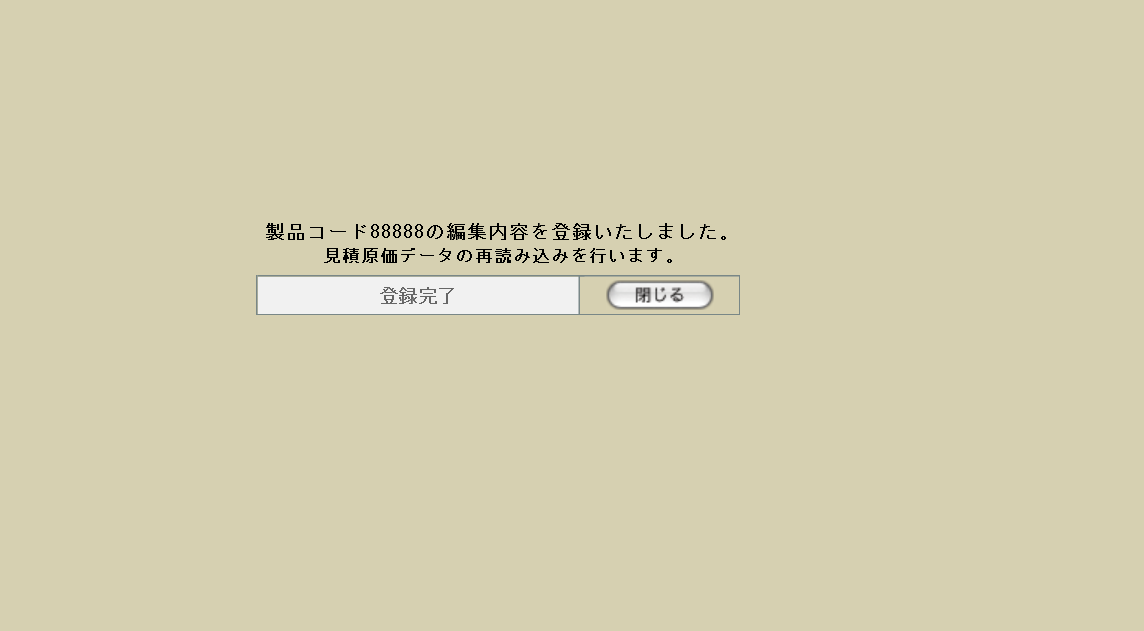 製品コード88888の編集内容を登録いたしました。
見積原価データの再読み込みを行います。
登録完了
閉じる